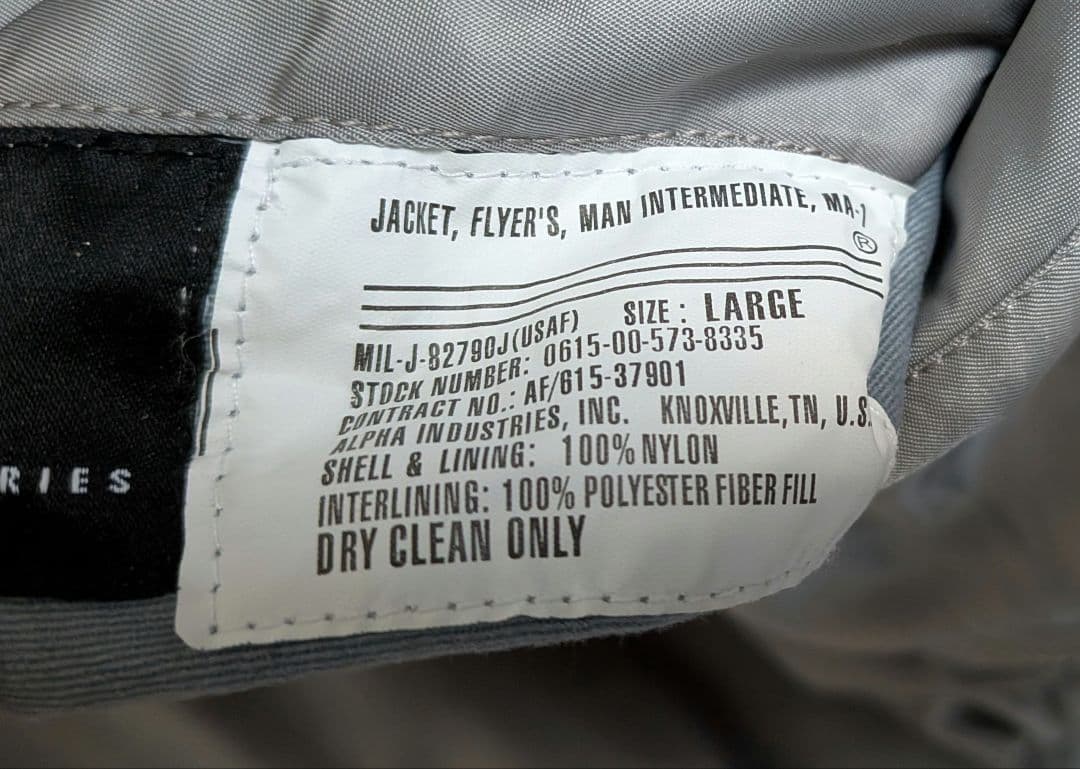 JACKET, FLYER'S, MAN INTERMEDIATE, MA-1
®
SIZE : LARGE
MIL-J-82790J(USAF)
STOCK NUMBER: 0615-00-573-8335
CONTRACT NO.: AF/615-37901
ALPHA INDUSTRIES, INC. KNOXVILLE, TN, U.S.
SHELL & LINING: 100% NYLON
INTERLINING: 100% POLYESTER FIBER FILL
DRY CLEAN ONLY
RIES